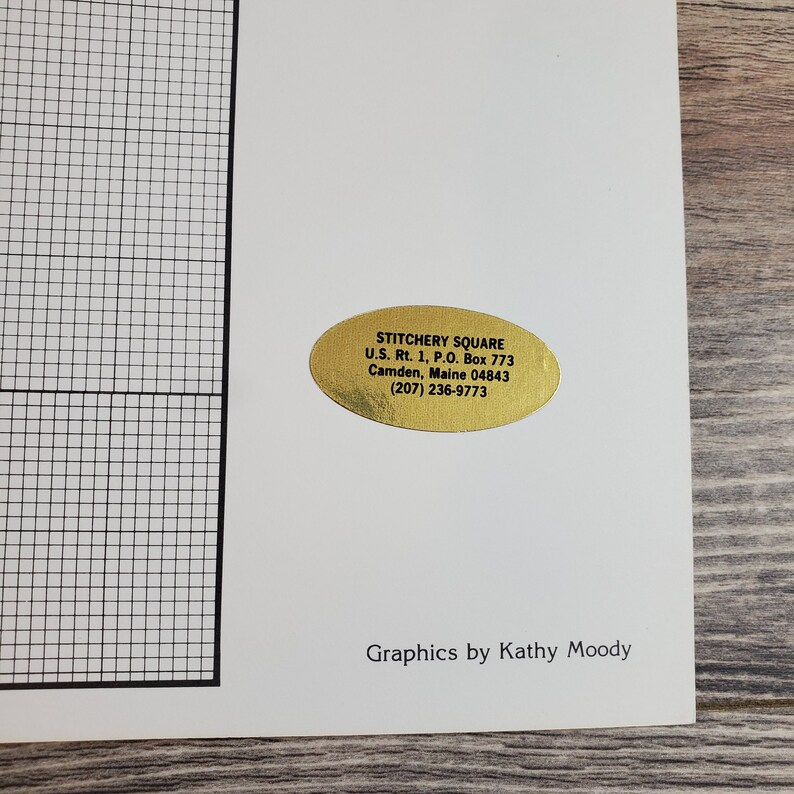 STITCHERY SQUARE
U.S. Rt. 1, P.O. Box 773
Camden, Maine 04843
(207) 236-9773
Graphics by Kathy Moody